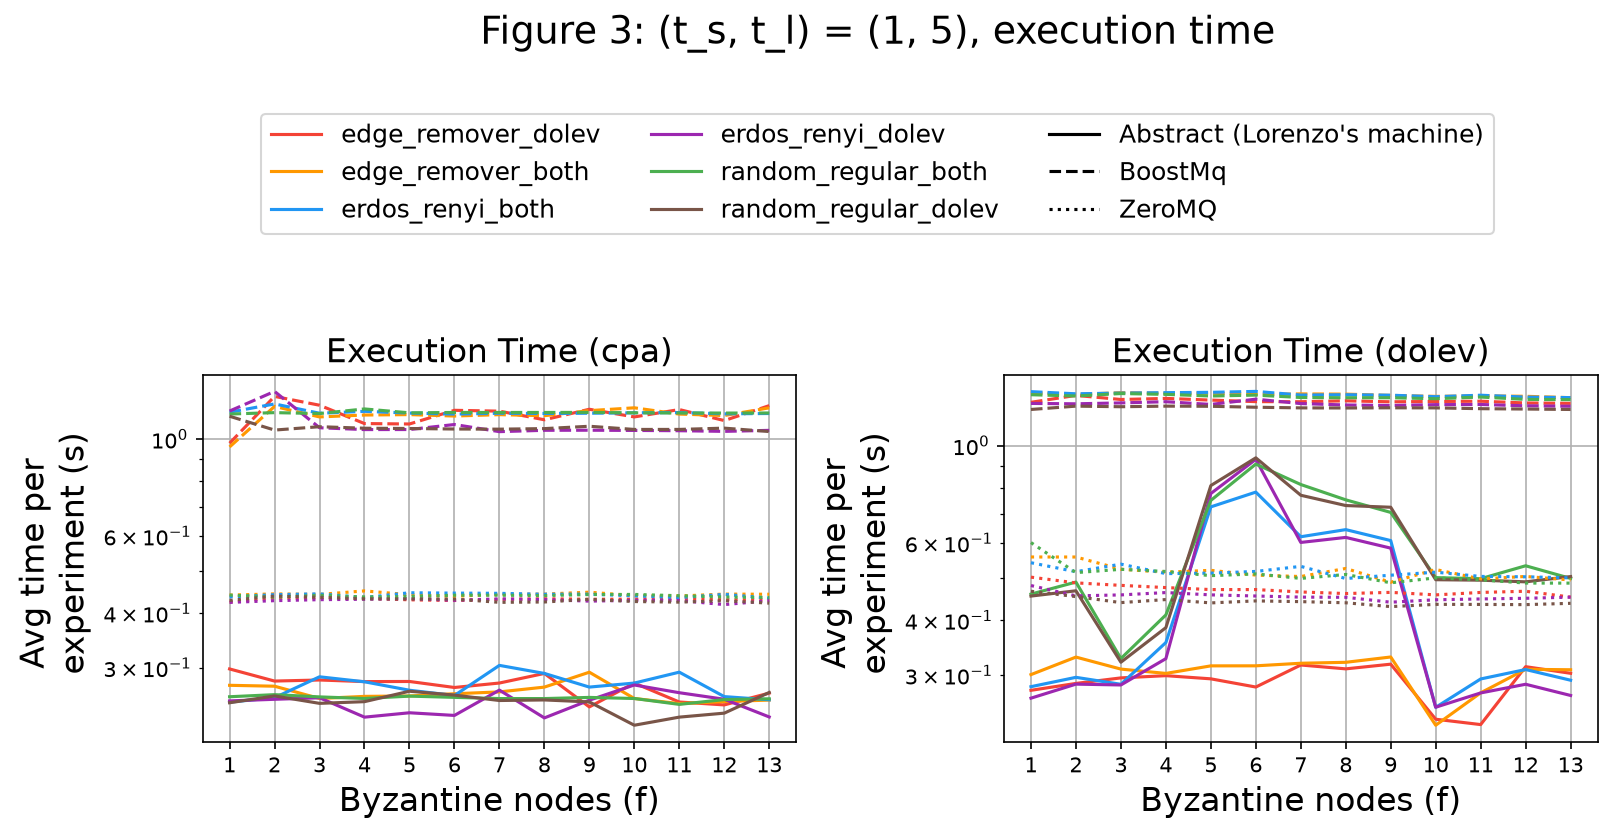 Figure 3: (t_s, t_l) = (1, 5), execution time
edge_remover_dolev
edge_remover_both
erdos_renyi_both
erdos_renyi_dolev
random_regular_both
random_regular_dolev
Abstract (Lorenzo's machine)
BoostMq
ZeroMQ
Execution Time (cpa)
Avg time per
experiment (s)
10⁰
6 × 10⁻¹
4 × 10⁻¹
3 × 10⁻¹
1 2 3 4 5 6 7 8 9 10 11 12 13
Byzantine nodes (f)
Execution Time (dolev)
Avg time per
experiment (s)
10⁰
6 × 10⁻¹
4 × 10⁻¹
3 × 10⁻¹
1 2 3 4 5 6 7 8 9 10 11 12 13
Byzantine nodes (f)